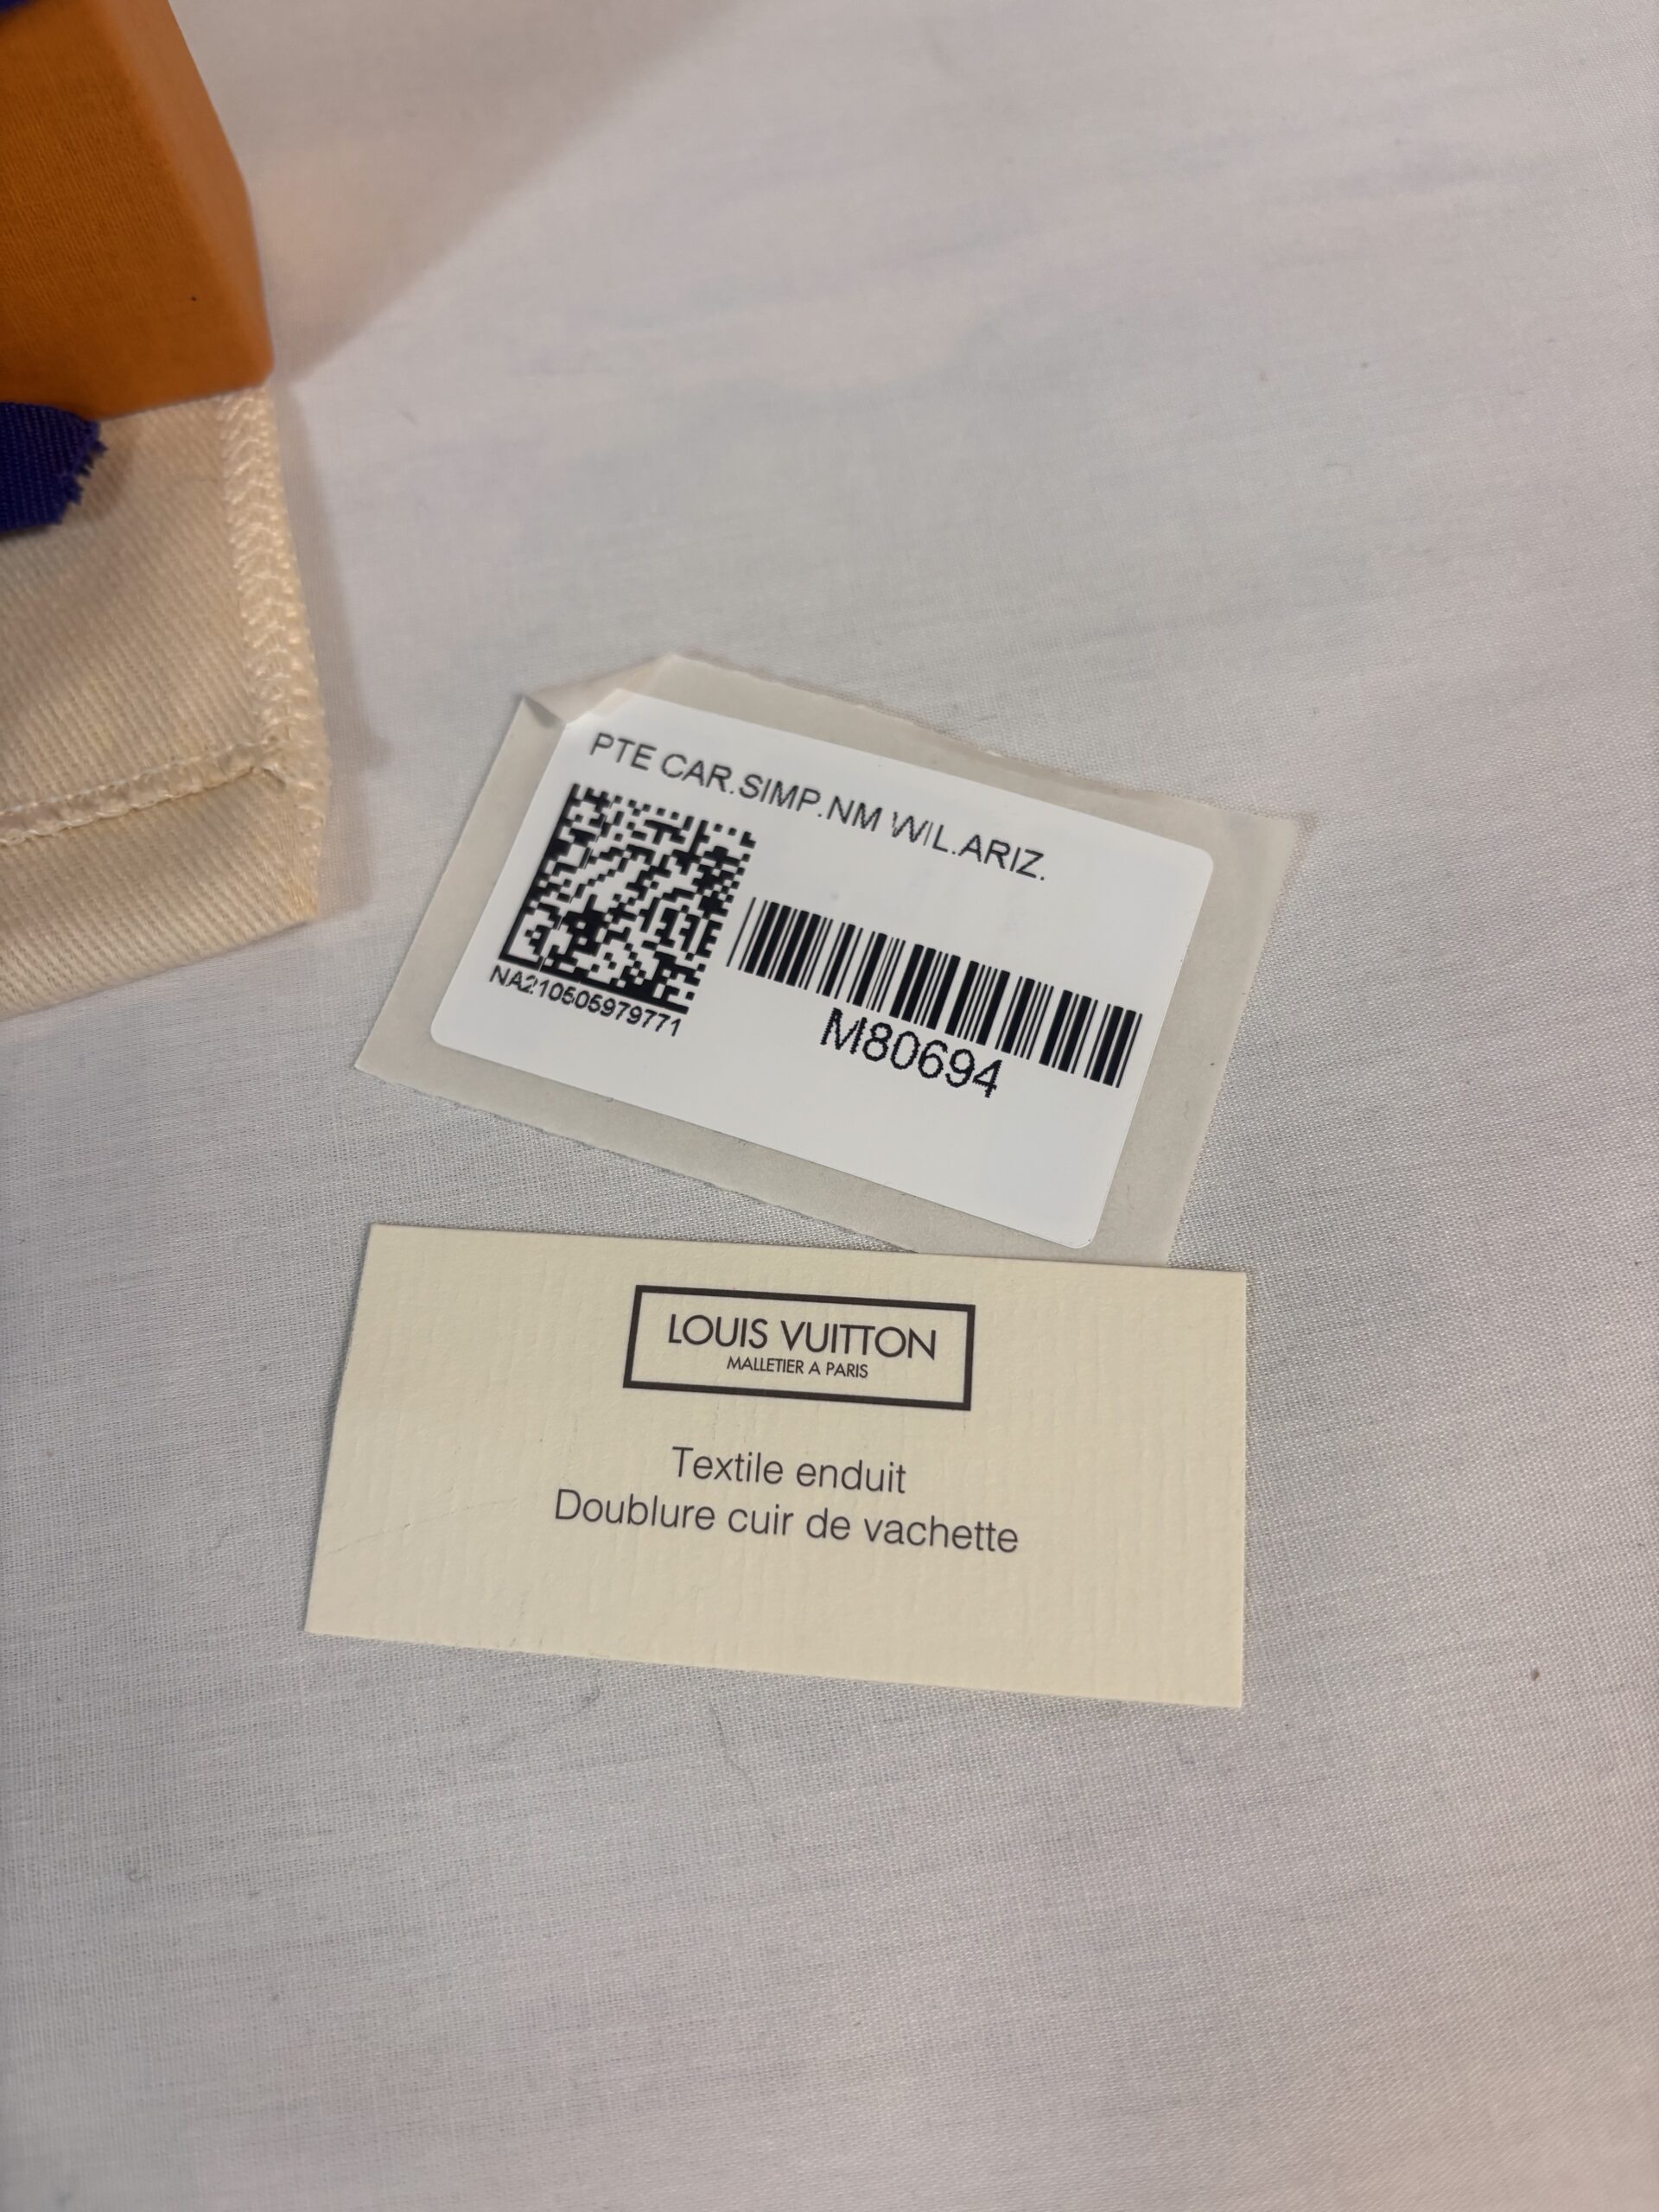 PTE CAR.SIMP.NM WIL.ARIZ.
NA210505979771
M80694
LOUIS VUITTON
MALLETIER A PARIS
Textile enduit
Doublure cuir de vachette